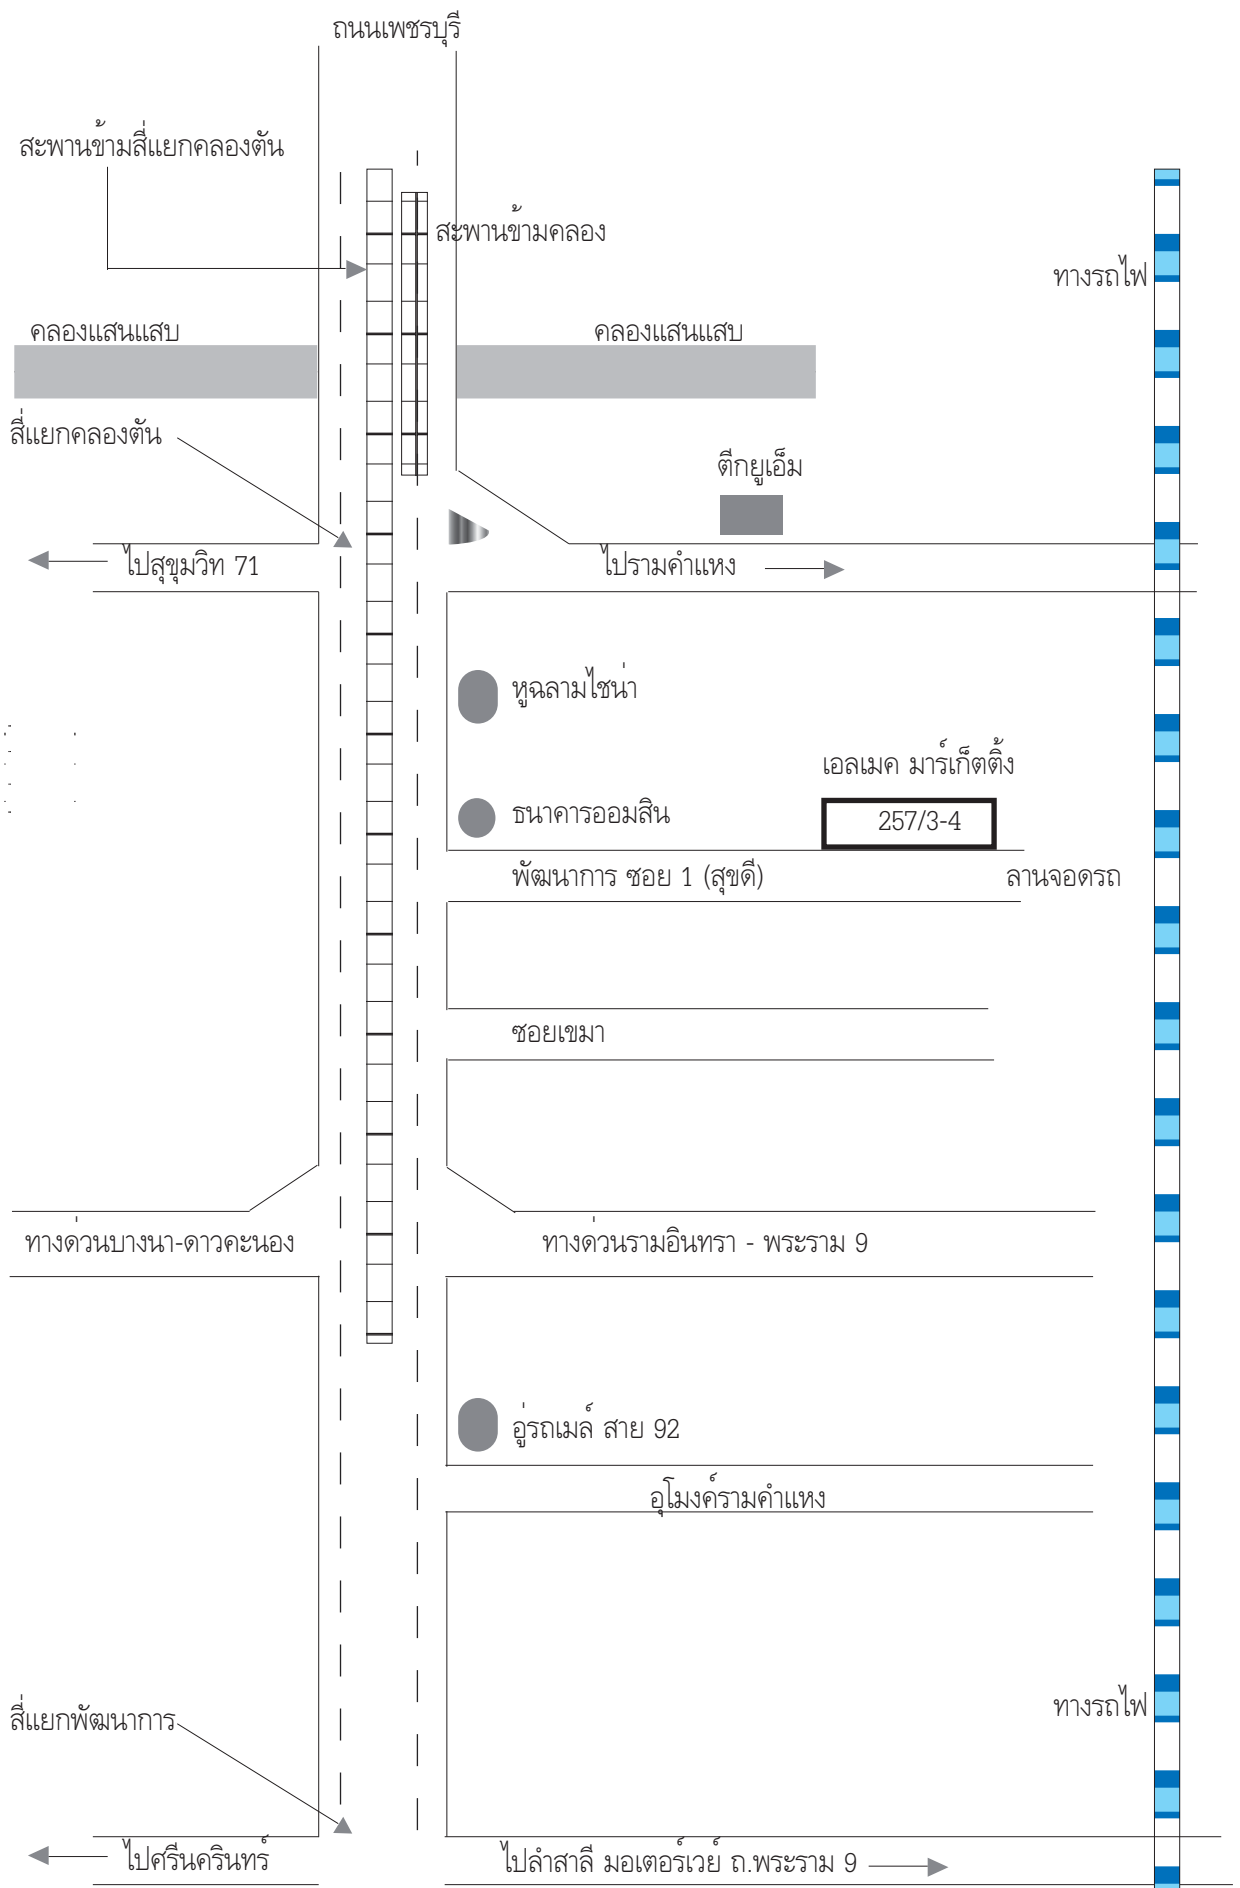 ถนนเพชรบุรี
สะพานข้ามสี่แยกคลองตัน
สะพานข้ามคลอง
ทางรถไฟ
คลองแสนแสบ
คลองแสนแสบ
สี่แยกคลองตัน
ตึกยูเอ็ม
ไปสุขุมวิท 71
ไปรามคำแหง
หูฉลามไชน่า
เอลเมค มาร์เก็ตติ้ง
ธนาคารออมสิน
257/3-4
พัฒนาการ ซอย 1 (สุขดี)
ลานจอดรถ
ซอยเขมา
ทางด่วนบางนา-ดาวคะนอง
ทางด่วนรามอินทรา - พระราม 9
อู่รถเมล์ สาย 92
อุโมงค์รามคำแหง
ทางรถไฟ
สี่แยกพัฒนาการ
ไปศรีนครินทร์
ไปลำสาลี มอเตอร์เวย์ ถ.พระราม 9